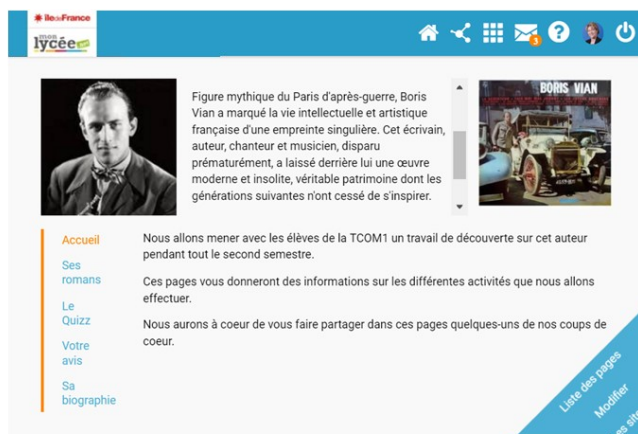 île de France
mon
lycée
3
Figure mythique du Paris d'après-guerre, Boris
Vian a marqué la vie intellectuelle et artistique
française d'une empreinte singulière. Cet écrivain,
auteur, chanteur et musicien, disparu
prématurément, a laissé derrière lui une œuvre
moderne et insolite, véritable patrimoine dont les
générations suivantes n'ont cessé de s'inspirer.
BORIS VIAN
Accueil
Ses
romans
Le
Quizz
Votre
avis
Sa
biographie
Nous allons mener avec les élèves de la TCOM1 un travail de découverte sur cet auteur
pendant tout le second semestre.
Ces pages vous donneront des informations sur les différentes activités que nous allons
effectuer.
Nous aurons à coeur de vous faire partager dans ces pages quelques-uns de nos coups de
coeur.
Liste des pages
Modifier